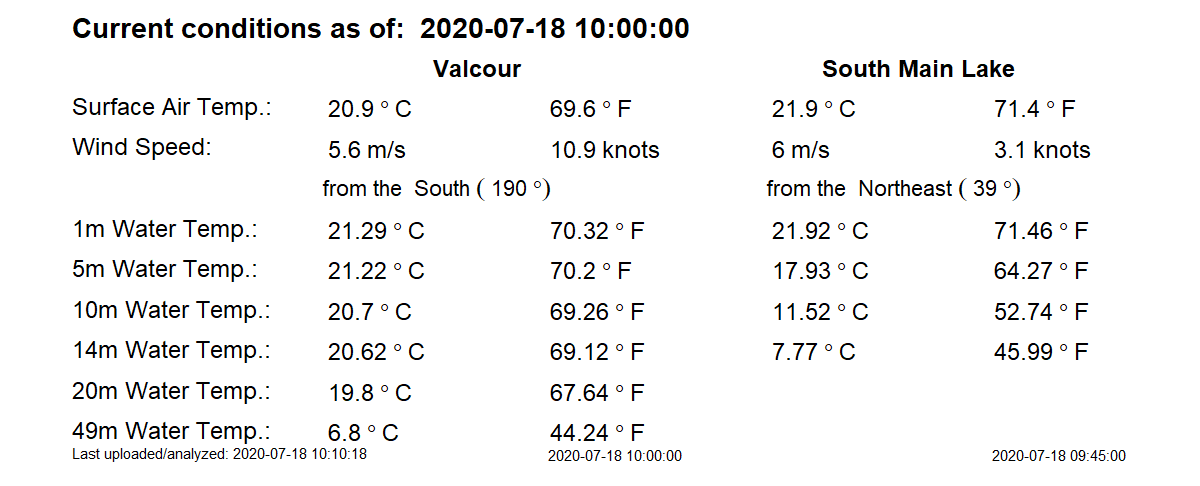 Current conditions as of: 2020-07-18 10:00:00
Valcour South Main Lake
Surface Air Temp.: 20.9 ° C 69.6 ° F 21.9 ° C 71.4 ° F
Wind Speed: 5.6 m/s 10.9 knots 6 m/s 3.1 knots
from the South ( 190 °) from the Northeast ( 39 °)
1m Water Temp.: 21.29 ° C 70.32 ° F 21.92 ° C 71.46 ° F
5m Water Temp.: 21.22 ° C 70.2 ° F 17.93 ° C 64.27 ° F
10m Water Temp.: 20.7 ° C 69.26 ° F 11.52 ° C 52.74 ° F
14m Water Temp.: 20.62 ° C 69.12 ° F 7.77 ° C 45.99 ° F
20m Water Temp.: 19.8 ° C 67.64 ° F
49m Water Temp.: 6.8 ° C 44.24 ° F
Last uploaded/analyzed: 2020-07-18 10:10:18 2020-07-18 10:00:00 2020-07-18 09:45:00